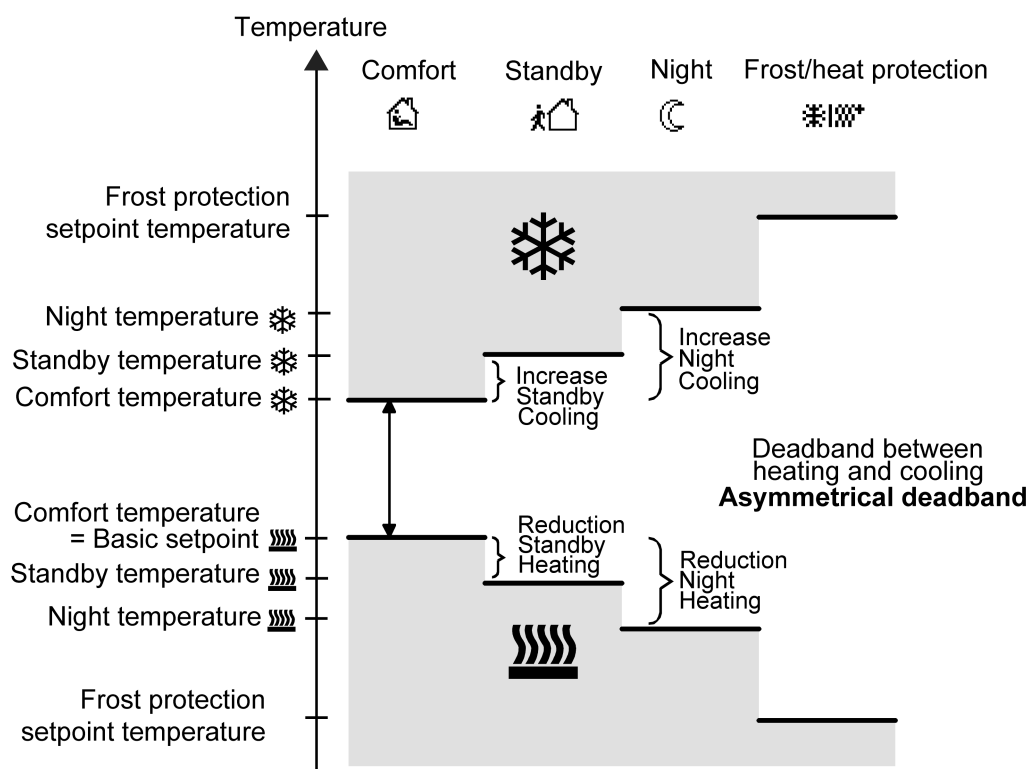 Temperature
Comfort
Standby
Night
Frost/heat protection
Frost protection
setpoint temperature
Night temperature
Standby temperature
Comfort temperature
Increase
Night
Cooling
Increase
Standby
Cooling
Deadband between
heating and cooling
Asymmetrical deadband
Comfort temperature
= Basic setpoint
Standby temperature
Night temperature
Reduction
Standby
Heating
Reduction
Night
Heating
Frost protection
setpoint temperature